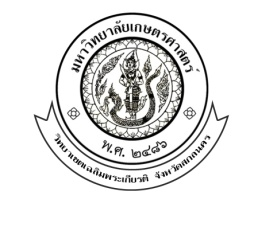 มหาวิทยาลัยเกษตรศาสตร์
พ.ศ. ๒๔๘๖
วิทยาเขตเฉลิมพระเกียรติ จังหวัดสกลนคร